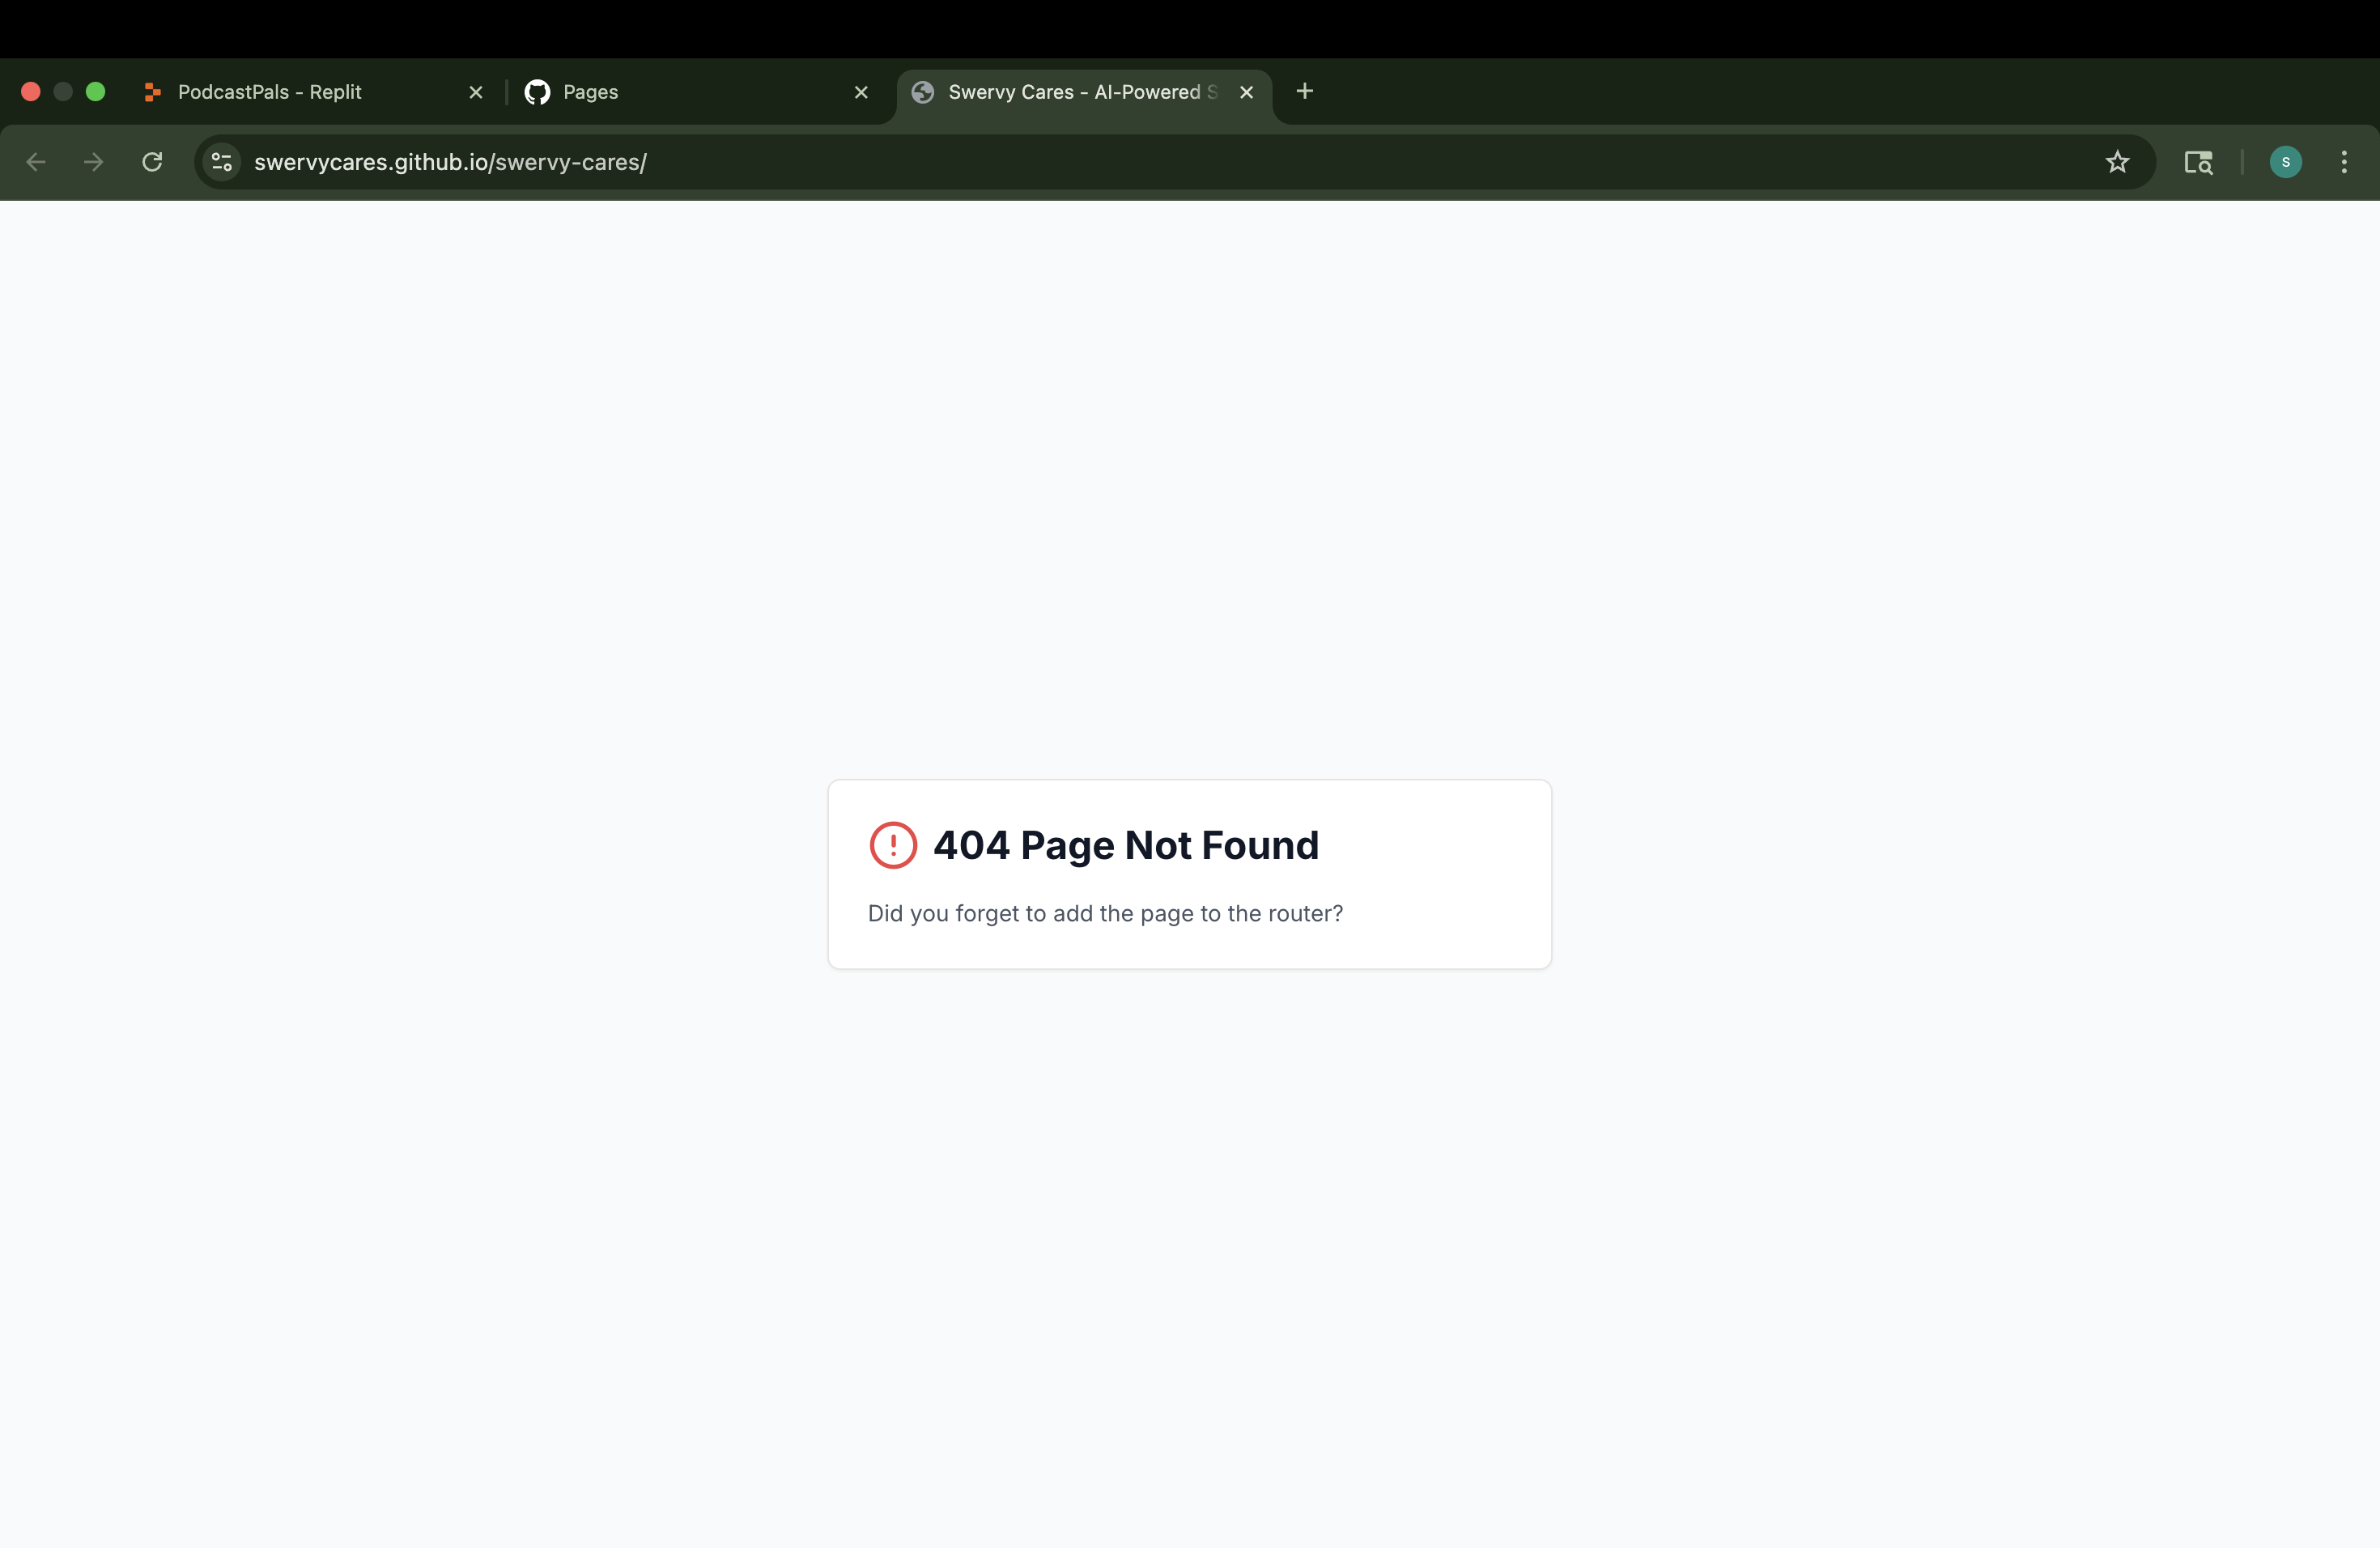 PodcastPals - Replit
Pages
Swervy Cares - AI-Powered S
swervycares.github.io/swervy-cares/
S
404 Page Not Found
Did you forget to add the page to the router?